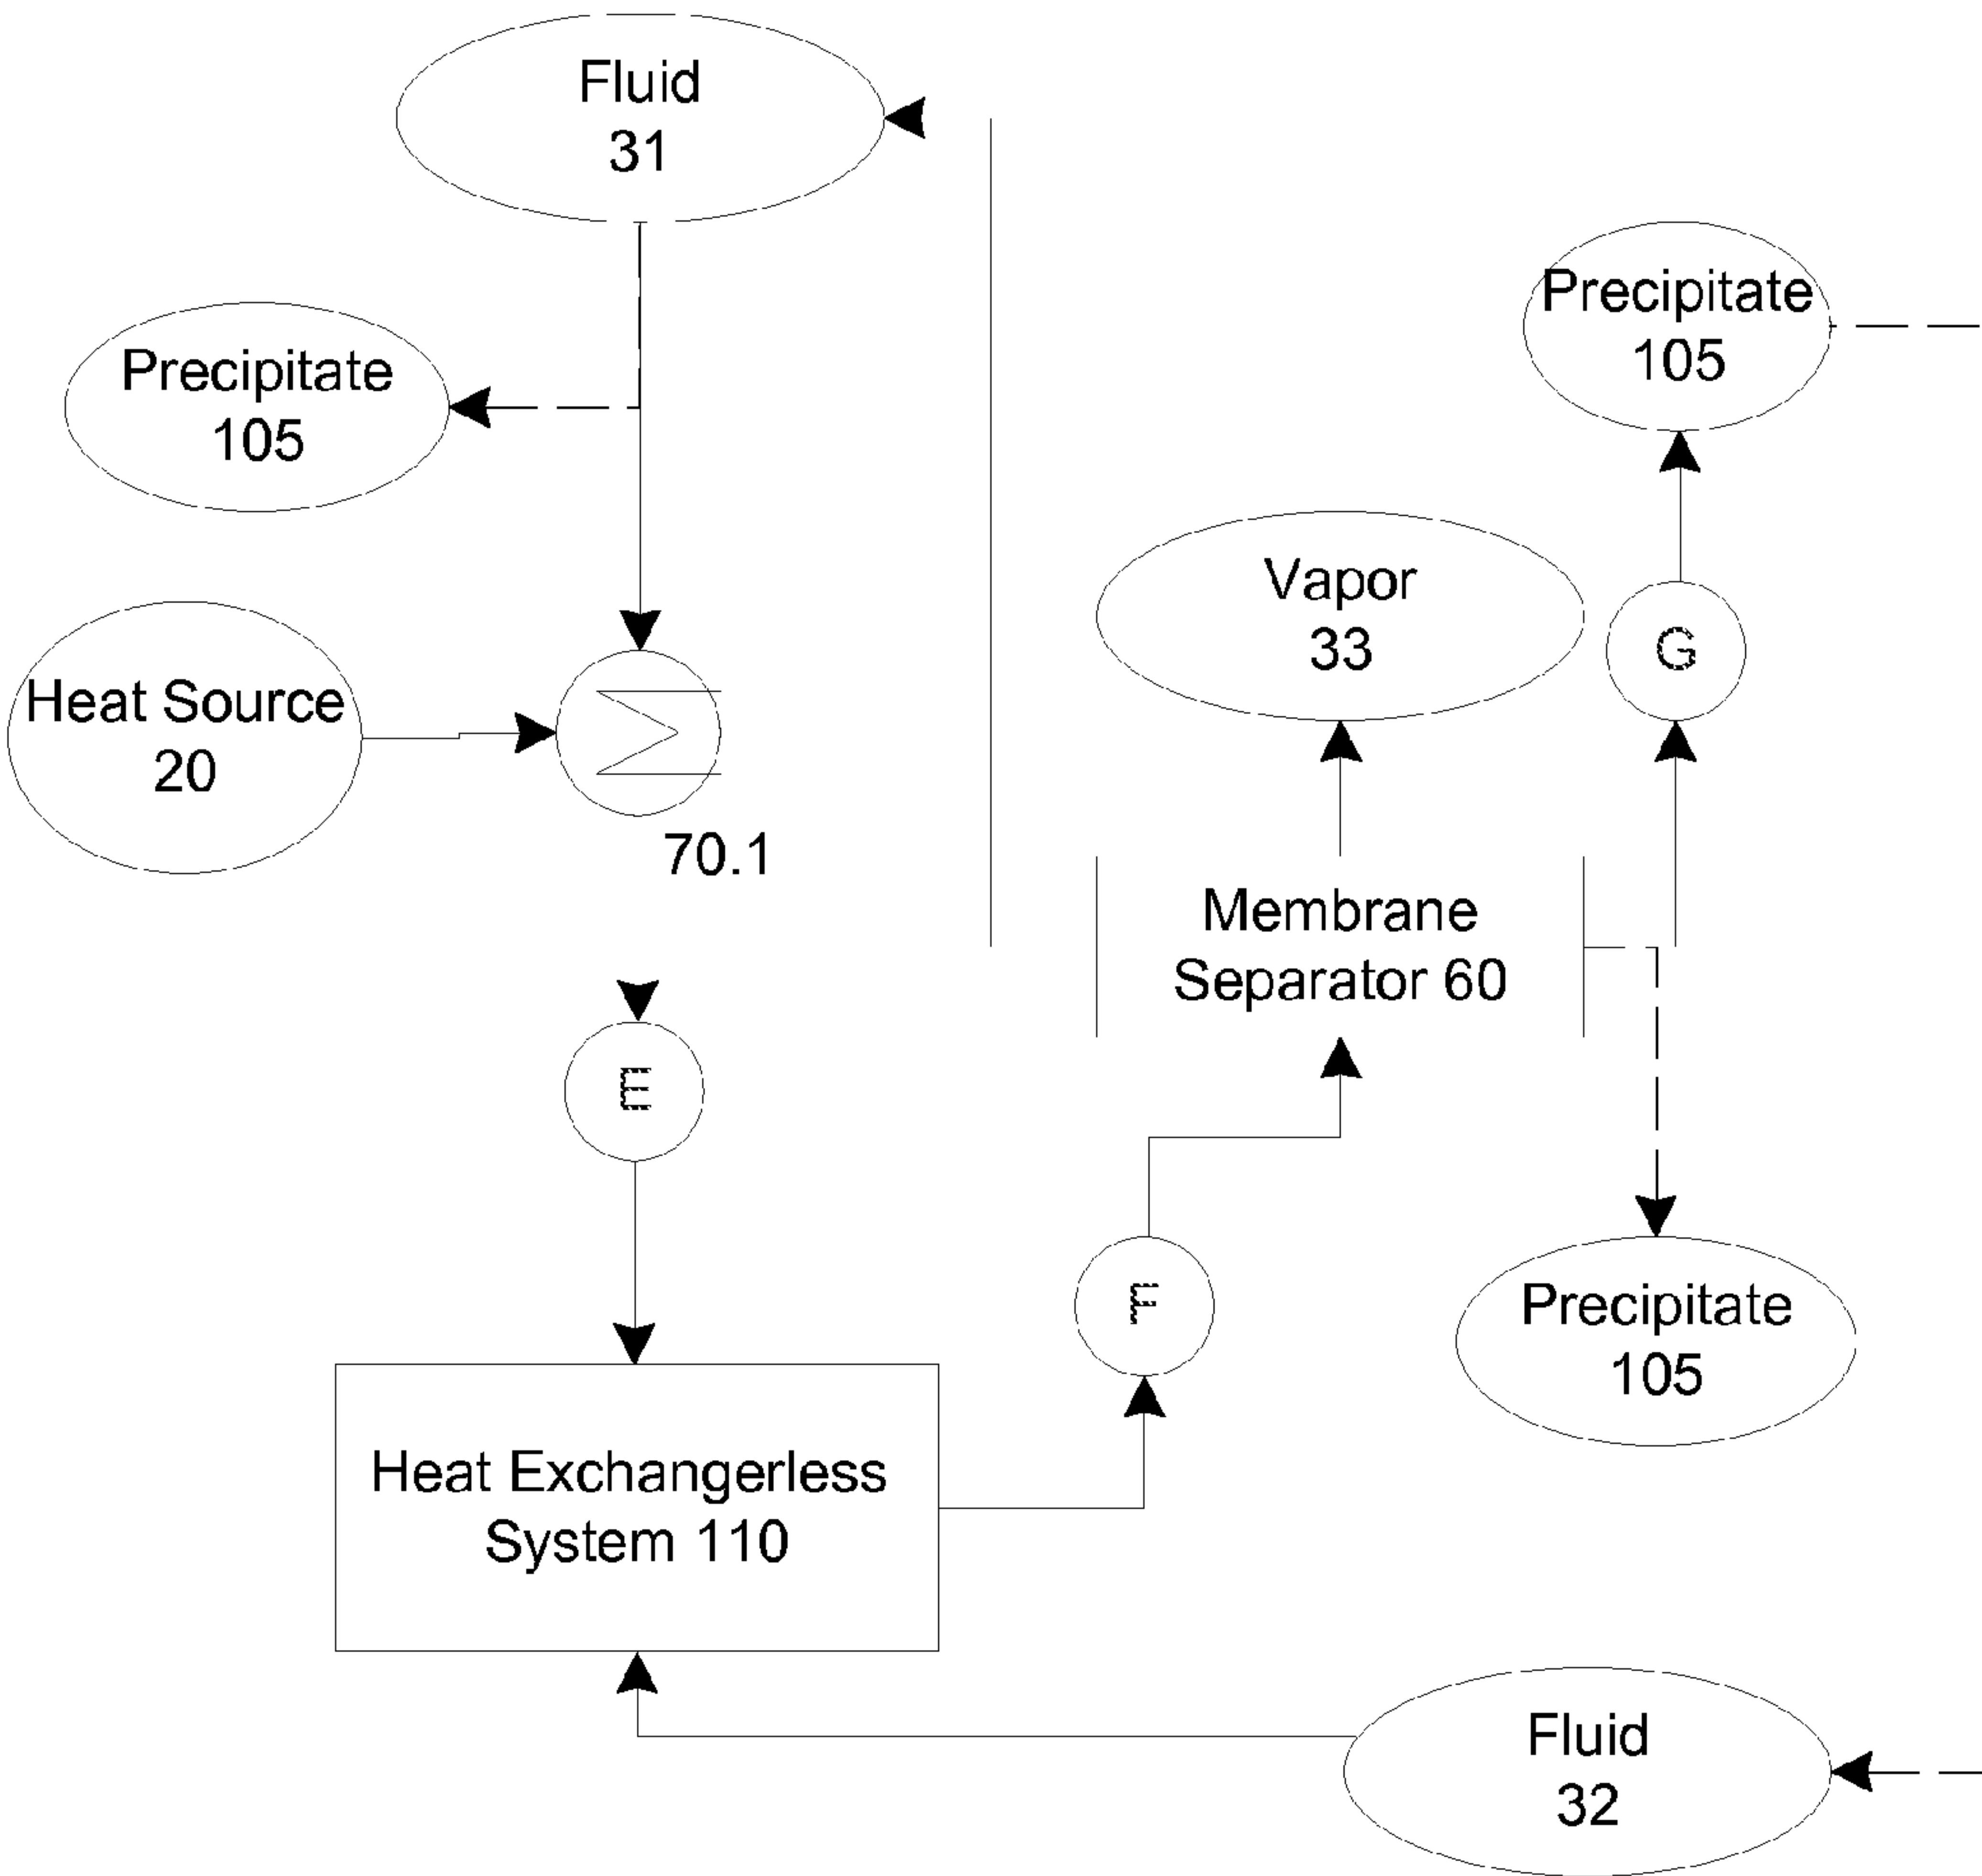 Fluid
31
Precipitate
105
Precipitate
105
Vapor
33
G
Heat Source
20
70.1
Membrane
Separator 60
E
F
Precipitate
105
Heat Exchangerless
System 110
Fluid
32